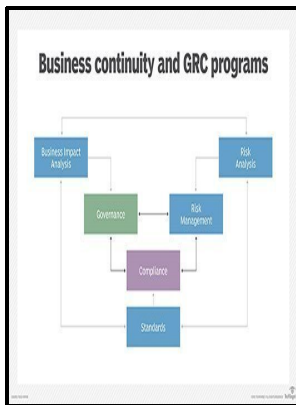 Business continuity and GRC programs
Business Impact
Analysis
Risk
Analysis
Governance
Risk
Management
Compliance
Standards